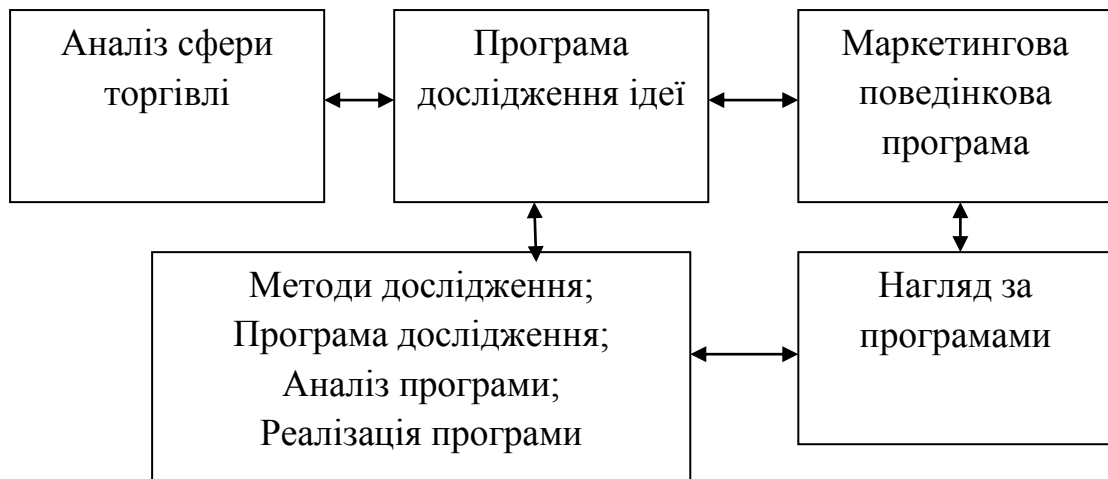 Аналіз сфери
торгівлі
Програма
дослідження ідеї
Маркетингова
поведінкова
програма
Методи дослідження;
Програма дослідження;
Аналіз програми;
Реалізація програми
Нагляд за
програмами